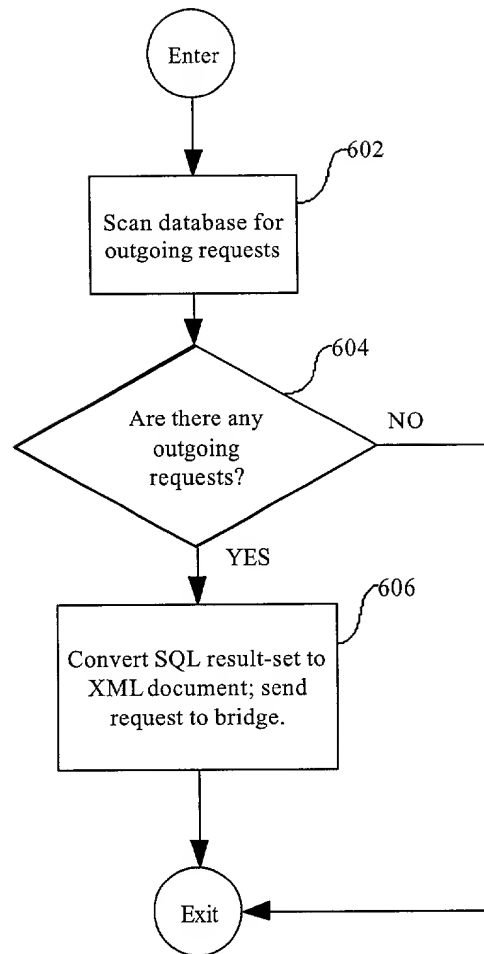 Enter
602
Scan database for
outgoing requests
604
Are there any
outgoing
requests?
NO
YES
606
Convert SQL result-set to
XML document; send
request to bridge.
Exit